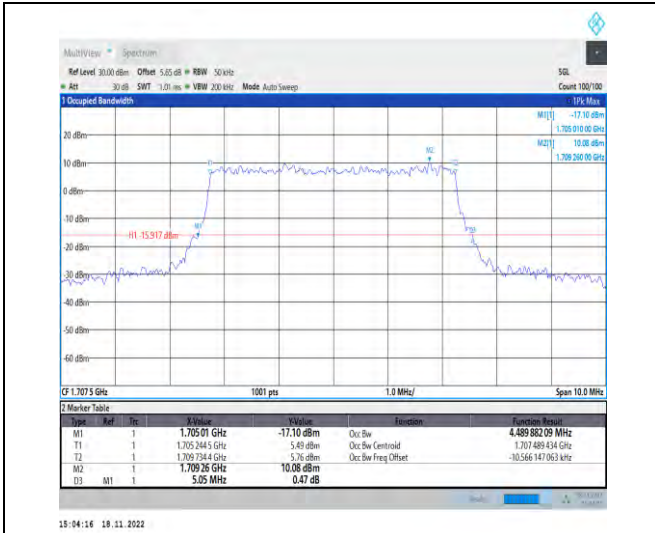 MultiView Spectrum
Ref Level 30.00 dBm Offset 5.65 dB RBW 50 kHz SGL
Att 30 dB SWT 1.01 ms VBW 200 kHz Mode Auto Sweep Count 100/100
1 Occupied Bandwidth 1Pk Max
M1[1] -17.10 dBm
1.705 010 00 GHz
M2[1] 10.08 dBm
1.709 260 00 GHz
20 dBm
M2
T1
10 dBm
0 dBm
-10 dBm
M1
H1 -15.917 dBm
-20 dBm
-30 dBm
-40 dBm
-50 dBm
-60 dBm
CF 1.707 5 GHz 1001 pts 1.0 MHz/ Span 10.0 MHz
2 Marker Table
Type Ref Trc X-Value Y-Value Function Function Result
M1 1 1.705 01 GHz -17.10 dBm Occ Bw 4.489 882 09 MHz
T1 1 1.705 244 5 GHz 5.49 dBm Occ Bw Centroid 1.707 489 434 GHz
T2 1 1.709 734 4 GHz 5.76 dBm Occ Bw Freq Offset -10.566 147 063 kHz
M2 1 1.709 26 GHz 10.08 dBm
D3 M1 1 5.05 MHz 0.47 dB
15:04:16 18.11.2022